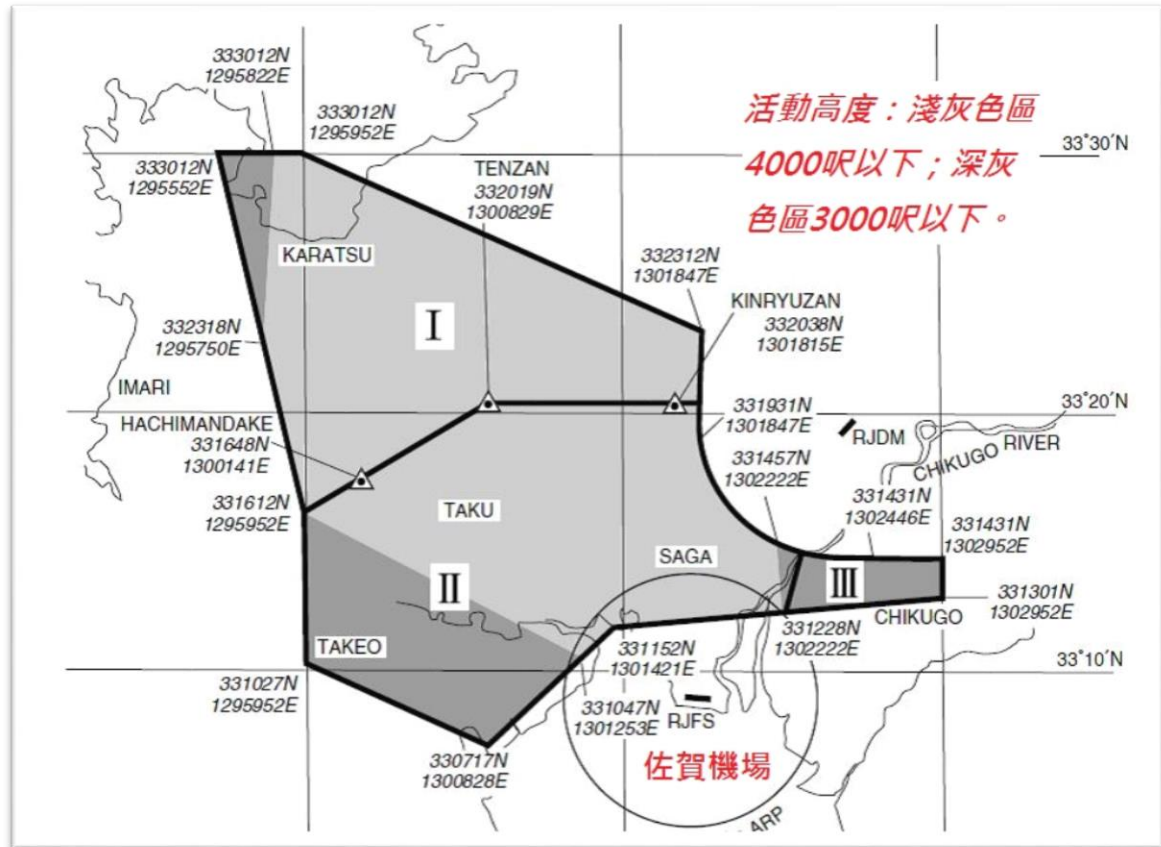 333012N
1295822E
333012N
1295952E
333012N
1295552E
活動高度：淺灰色區
4000呎以下；深灰
色區3000呎以下。
33°30′N
TENZAN
332019N
1300829E
KARATSU
332312N
1301847E
KINRYUZAN
332038N
1301815E
I
332318N
1295750E
IMARI
HACHIMANDAKE
331648N
1300141E
331931N
1301847E
33°20′N
RJDM
CHIKUGO
RIVER
331457N
1302222E
331431N
1302446E
331431N
1302952E
331612N
1295952E
TAKU
SAGA
II
III
TAKEO
CHIKUGO
331301N
1302952E
331152N
1301421E
331228N
1302222E
33°10′N
331027N
1295952E
331047N
1301253E
RJFS
330717N
1300828E
佐賀機場
ARP